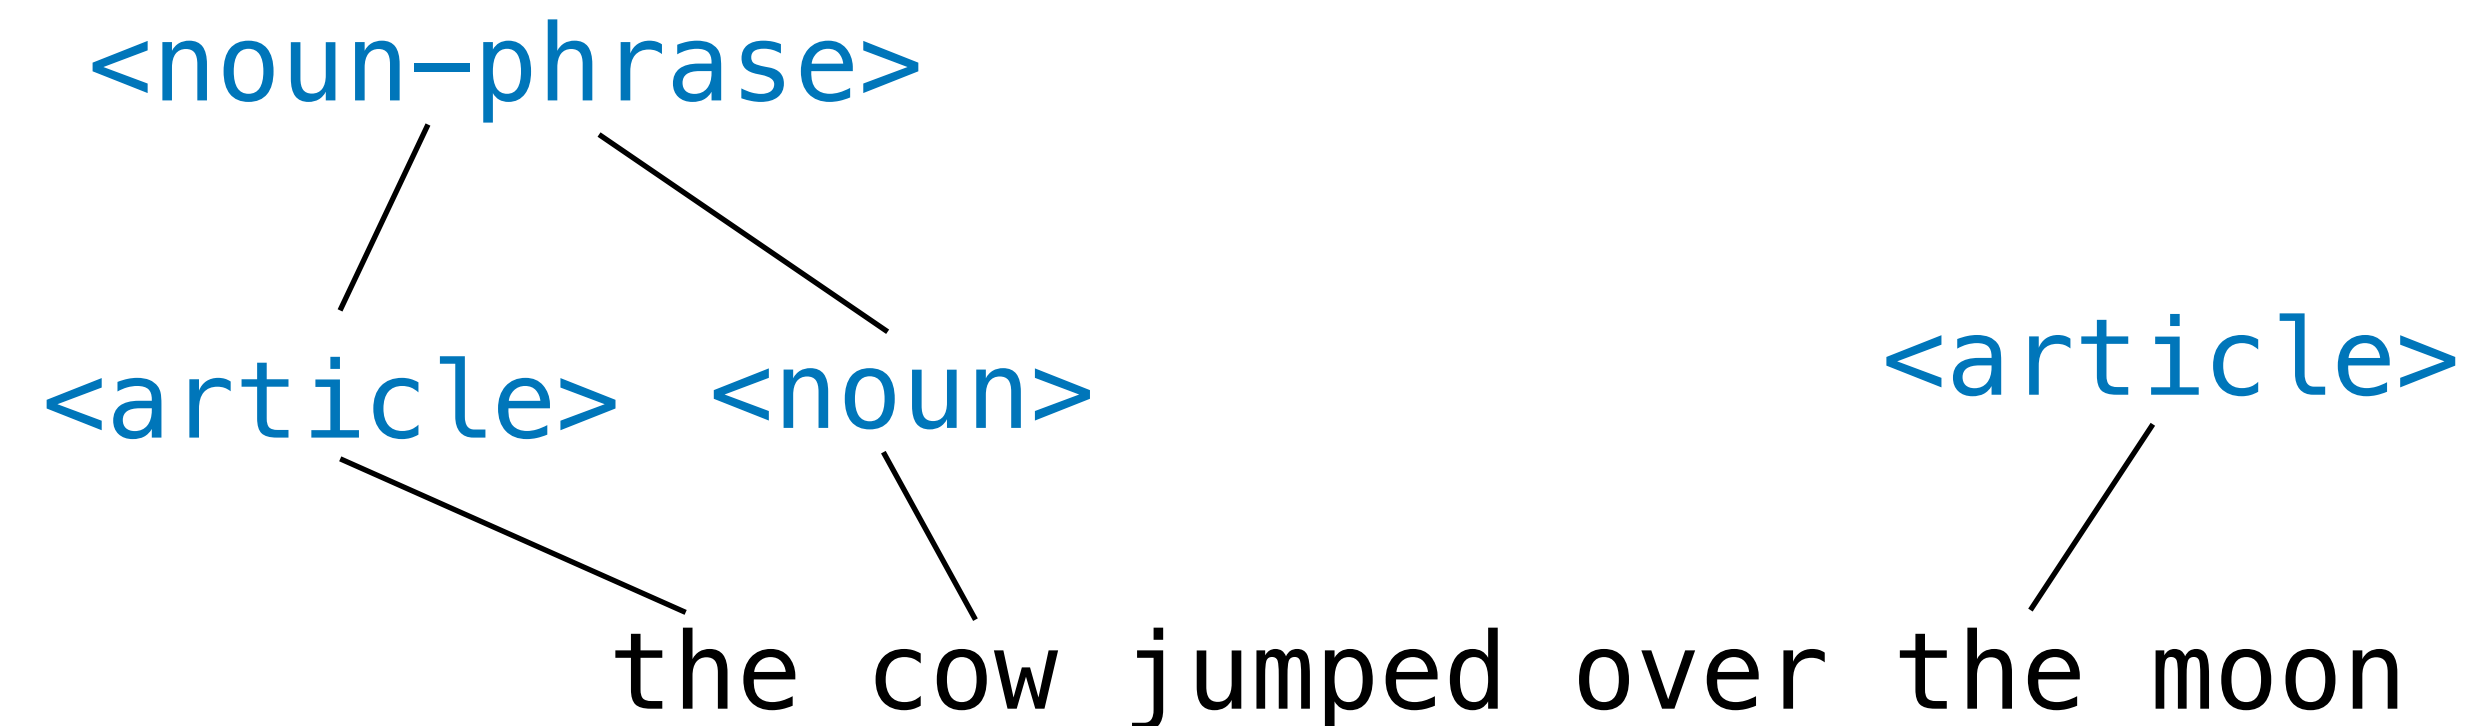 <noun-phrase>
<article> <noun> <article>
the cow jumped over the moon